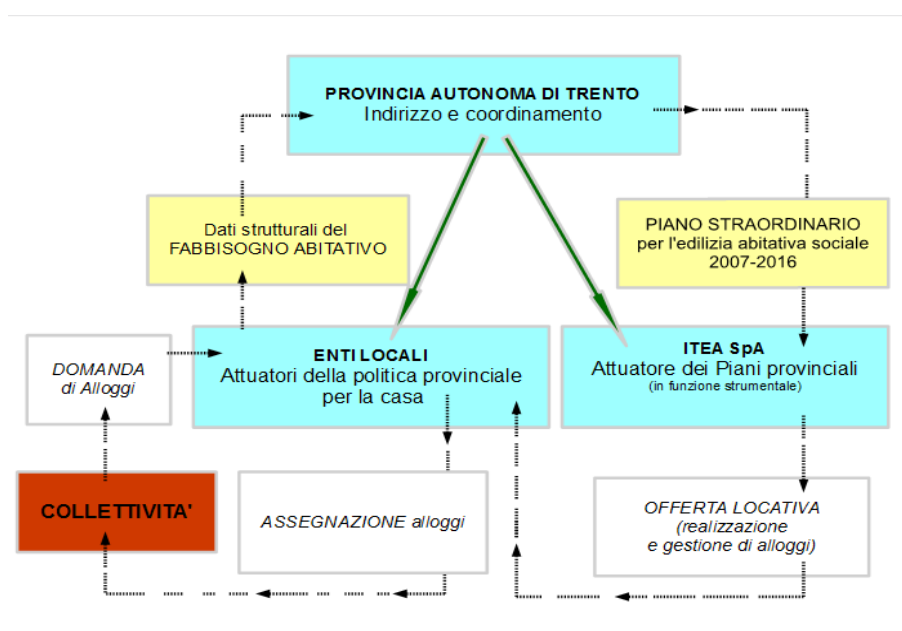 PROVINCIA AUTONOMA DI TRENTO
Indirizzo e coordinamento
Dati strutturali del
FABBISOGNO ABITATIVO
PIANO STRAORDINARIO
per l'edilizia abitativa sociale
2007-2016
DOMANDA
di Alloggi
ENTI LOCALI
Attuatori della politica provinciale
per la casa
ITEA SpA
Attuatore dei Piani provinciali
(in funzione strumentale)
COLLETTIVITA'
ASSEGNAZIONE alloggi
OFFERTA LOCATIVA
(realizzazione
e gestione di alloggi)